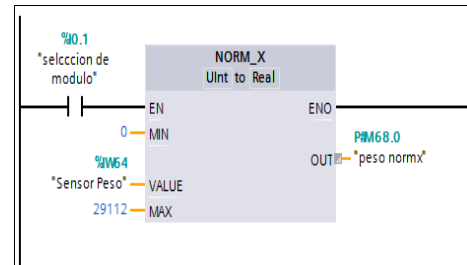 %I0.1
"selcccion de
modulo"
NORM_X
UInt to Real
EN
ENO
0
MIN
P#M68.0
%IW64
OUT
"peso normx"
"Sensor Peso"
VALUE
29112
MAX